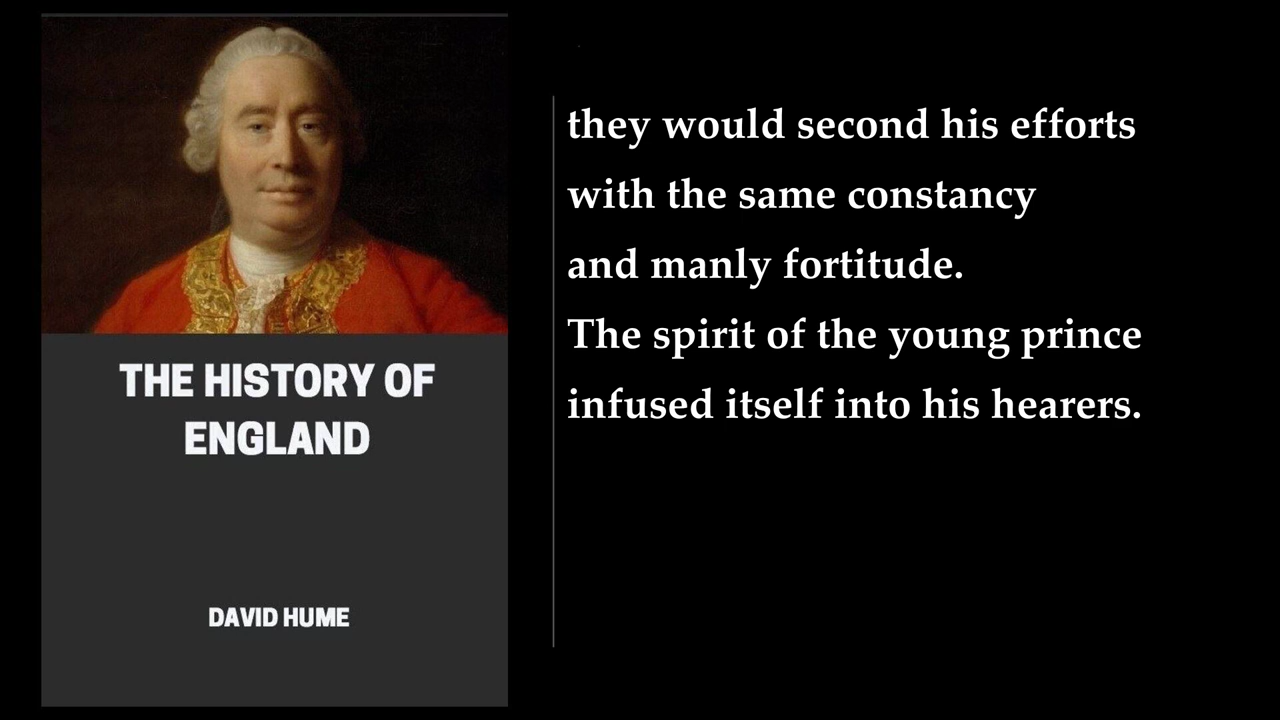 THE HISTORY OF
ENGLAND
DAVID HUME
they would second his efforts
with the same constancy
and manly fortitude.
The spirit of the young prince
infused itself into his hearers.